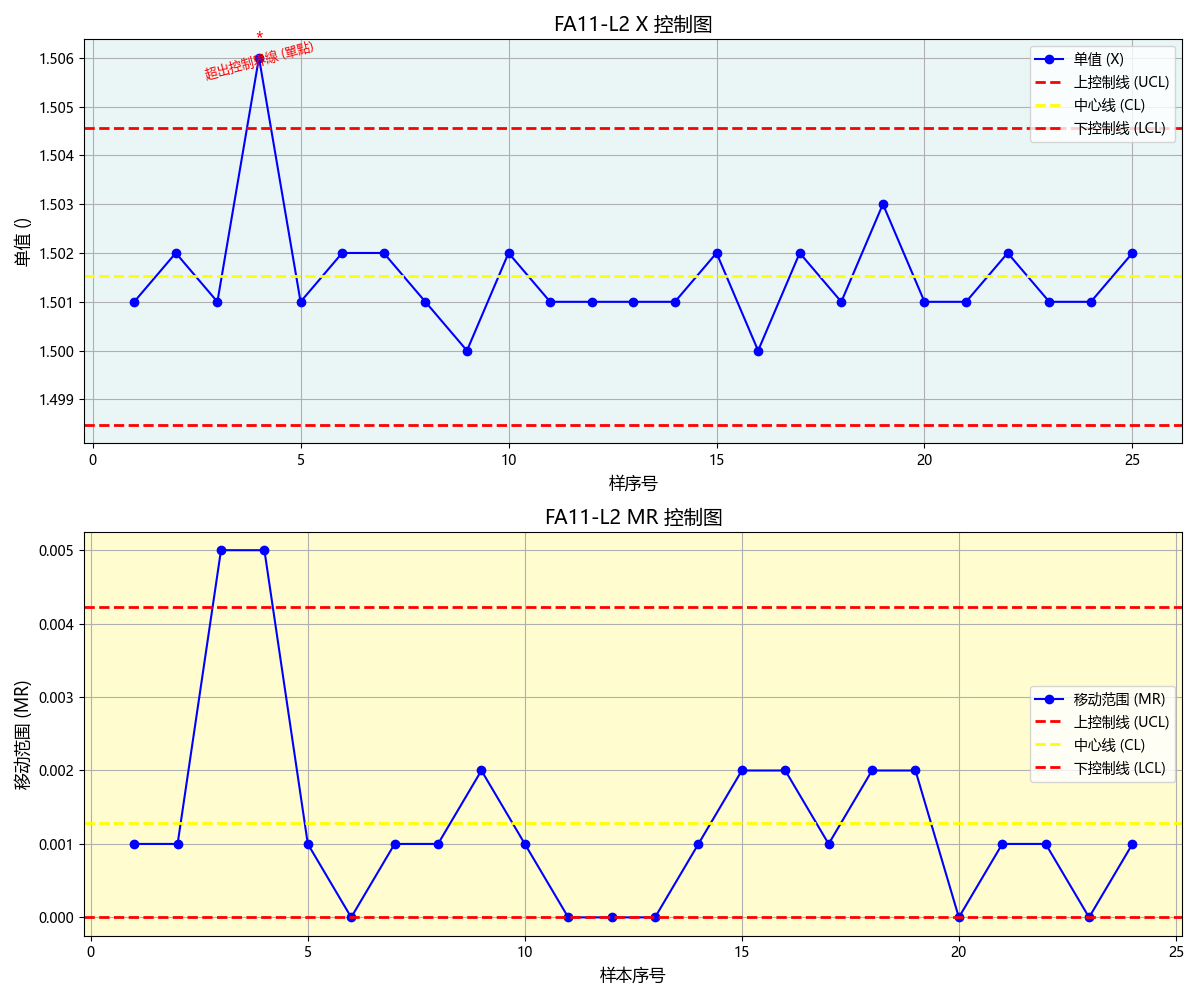 FA11-L2 X 控制图
*
超出控制界线 (單點)
单值 (X)
上控制线 (UCL)
中心线 (CL)
下控制线 (LCL)
单值 ()
1.506
1.505
1.504
1.503
1.502
1.501
1.500
1.499
0 5 10 15 20 25
样序号
FA11-L2 MR 控制图
移动范围 (MR)
上控制线 (UCL)
中心线 (CL)
下控制线 (LCL)
移动范围 (MR)
0.005
0.004
0.003
0.002
0.001
0.000
0 5 10 15 20 25
样本序号